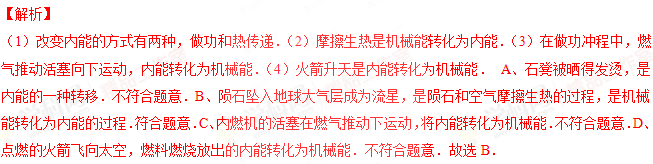 【解析】
（1）改变内能的方式有两种，做功和热传递．（2）摩擦生热是机械能转化为内能．（3）在做功冲程中，燃
气推动活塞向下运动，内能转化为机械能．（4）火箭升天是内能转化为机械能． A、石凳被晒得发烫，是
内能的一种转移．不符合题意．B、陨石坠入地球大气层成为流星，是陨石和空气摩擦生热的过程，是机械
能转化为内能的过程．符合题意．C、内燃机的活塞在燃气推动下运动，将内能转化为机械能．不符合题意．D、
点燃的火箭飞向太空，燃料燃烧放出的内能转化为机械能．不符合题意．故选 B．